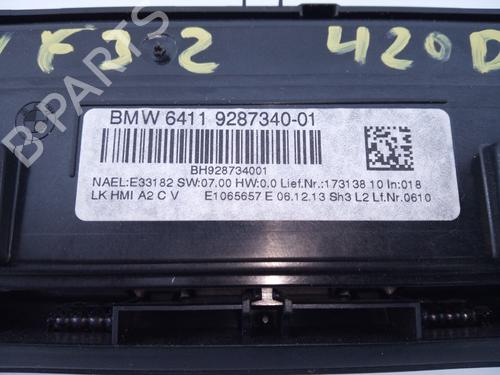 F32 420D
BMW 6411 9287340-01
BH928734001
NAEL:E33182 SW:07.00 HW:0.0 Lief.Nr.:173138 10 In:018
LK HMI A2 C V E1065657 E 06.12.13 Sh3 L2 Lf.Nr.0610
B-PARTS